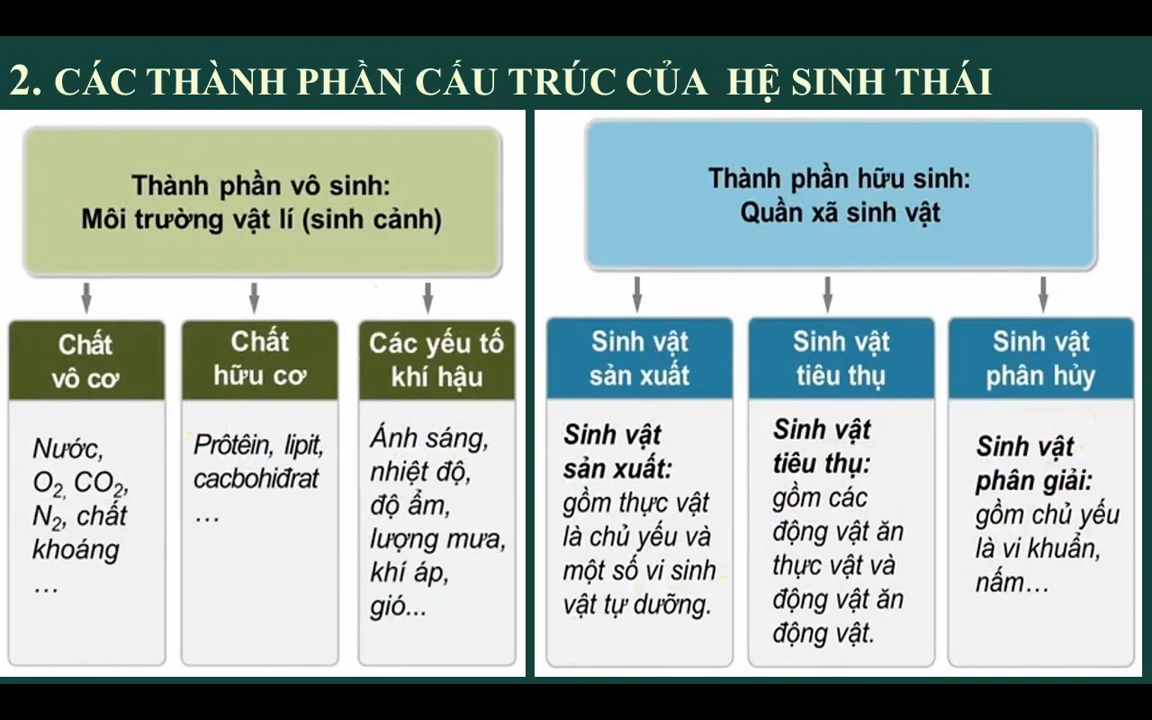 2. CÁC THÀNH PHẦN CẤU TRÚC CỦA HỆ SINH THÁI
Thành phần vô sinh:
Môi trường vật lí (sinh cảnh)
Chất
vô cơ
Nước,
O2, CO2,
N2, chất
khoáng
…
Chất
hữu cơ
Prôtêin, lipit,
cacbohiđrat
…
Các yếu tố
khí hậu
Ánh sáng,
nhiệt độ,
độ ẩm,
lượng mưa,
khí áp,
gió...
Thành phần hữu sinh:
Quần xã sinh vật
Sinh vật
sản xuất
Sinh vật
sản xuất:
gồm thực vật
là chủ yếu và
một số vi sinh
vật tự dưỡng.
Sinh vật
tiêu thụ
Sinh vật
tiêu thụ:
gồm các
động vật ăn
thực vật và
động vật ăn
động vật.
Sinh vật
phân hủy
Sinh vật
phân giải:
gồm chủ yếu
là vi khuẩn,
nấm…